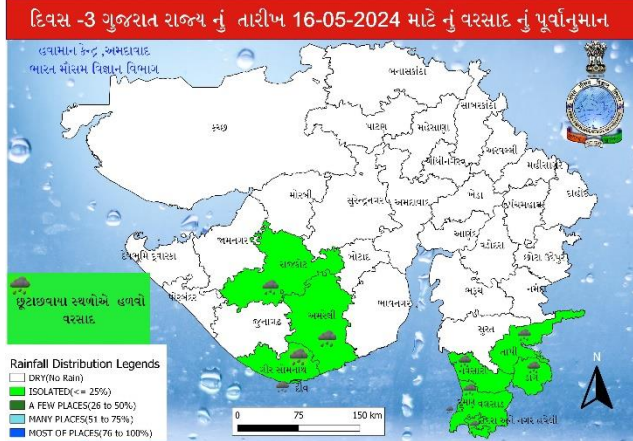 દિવસ -3 ગુજરાત રાજ્ય નું તારીખ 16-05-2024 માટે નું વરસાદ નું પૂર્વાનુમાન
હવામાન કેન્દ્ર ,અમદાવાદ
ભારત મૌસમ વિજ્ઞાન વિભાગ
બનાસકાંઠા
સાબરકાંઠા
કચ્છ
પાટણ
મહેસાણા
અરવલ્લી
ગાંધીનગર
મહીસાગર
મોરબી
સુરેન્દ્રનગર
અમદાવાદ
ખેડા
પંચમહાલ
દાહોદ
જામનગર
આણંદ
વડોદરા
દેવભૂમિ દ્વારકા
રાજકોટ
બોટાદ
છોટા ઉદેપુર
પોરબંદર
ભાવનગર
ભરૂચ
નર્મદા
છૂટાછવાયા સ્થળોએ હળવો
વરસાદ
જુનાગઢ
અમરેલી
સુરત
તાપી
ગીર સોમનાથ
દીવ
નવસારી
ડાંગ
દમણ
વલસાડ
દાદરા અને નગર હવેલી
Rainfall Distribution Legends
DRY(No Rain)
ISOLATED(<= 25%)
A FEW PLACES(26 to 50%)
MANY PLACES(51 to 75%)
MOST OF PLACES(76 to 100%)
0 75 150 km
N